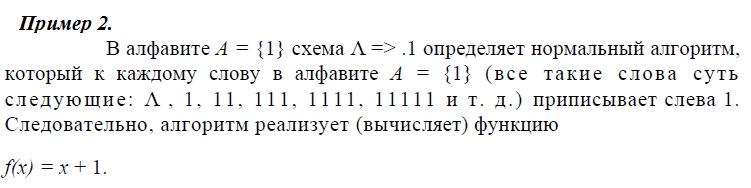 Пример 2.
В алфавите A = {1} схема Λ => .1 определяет нормальный алгоритм,
который к каждому слову в алфавите A = {1} (все такие слова суть
следующие: Λ , 1, 11, 111, 1111, 11111 и т. д.) приписывает слева 1.
Следовательно, алгоритм реализует (вычисляет) функцию
f(x) = x + 1.